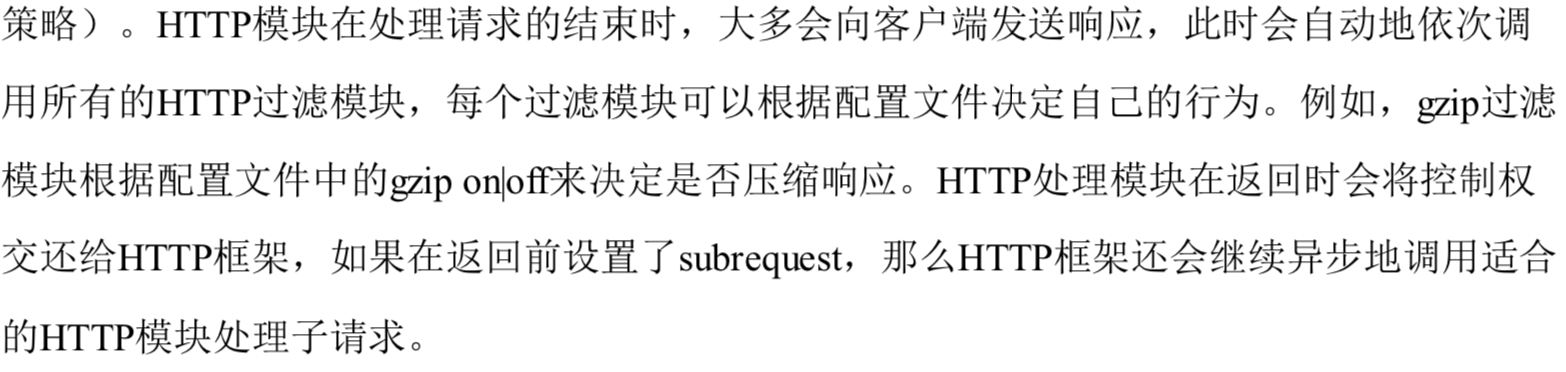 策略）。HTTP模块在处理请求的结束时，大多会向客户端发送响应，此时会自动地依次调
用所有的HTTP过滤模块，每个过滤模块可以根据配置文件决定自己的行为。例如，gzip过滤
模块根据配置文件中的gzip on|off来决定是否压缩响应。HTTP处理模块在返回时会将控制权
交还给HTTP框架，如果在返回前设置了subrequest，那么HTTP框架还会继续异步地调用适合
的HTTP模块处理子请求。